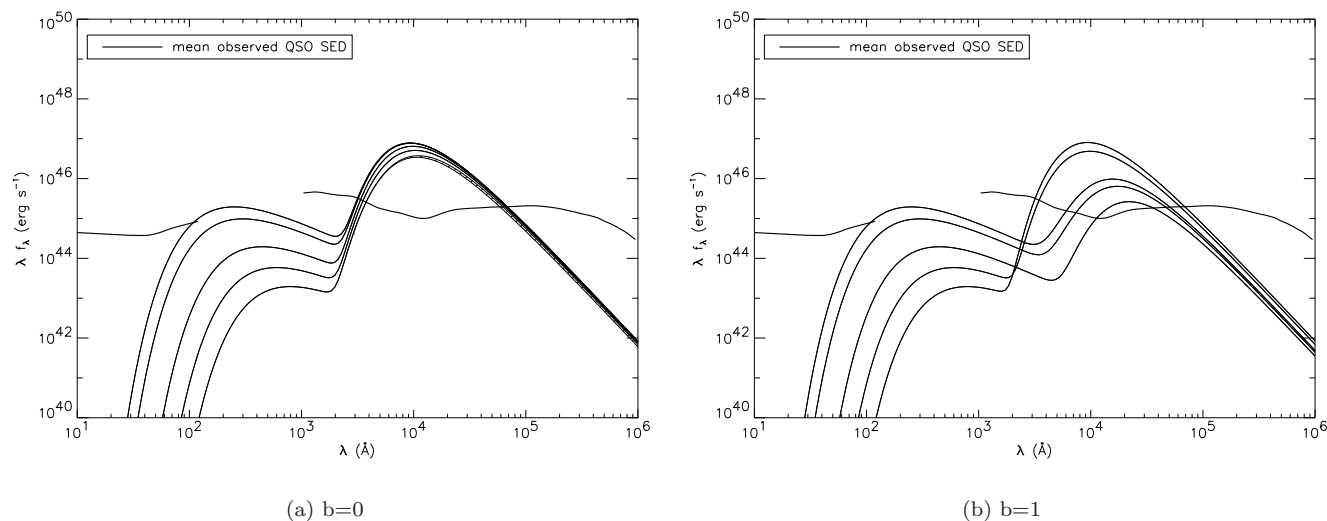 10^50
10^48
10^46
10^44
10^42
10^40
λ f_λ (erg s⁻¹)
mean observed QSO SED
10^1 10^2 10^3 10^4 10^5 10^6
λ (Å)
(a) b=0
10^50
10^48
10^46
10^44
10^42
10^40
λ f_λ (erg s⁻¹)
mean observed QSO SED
10^1 10^2 10^3 10^4 10^5 10^6
λ (Å)
(b) b=1